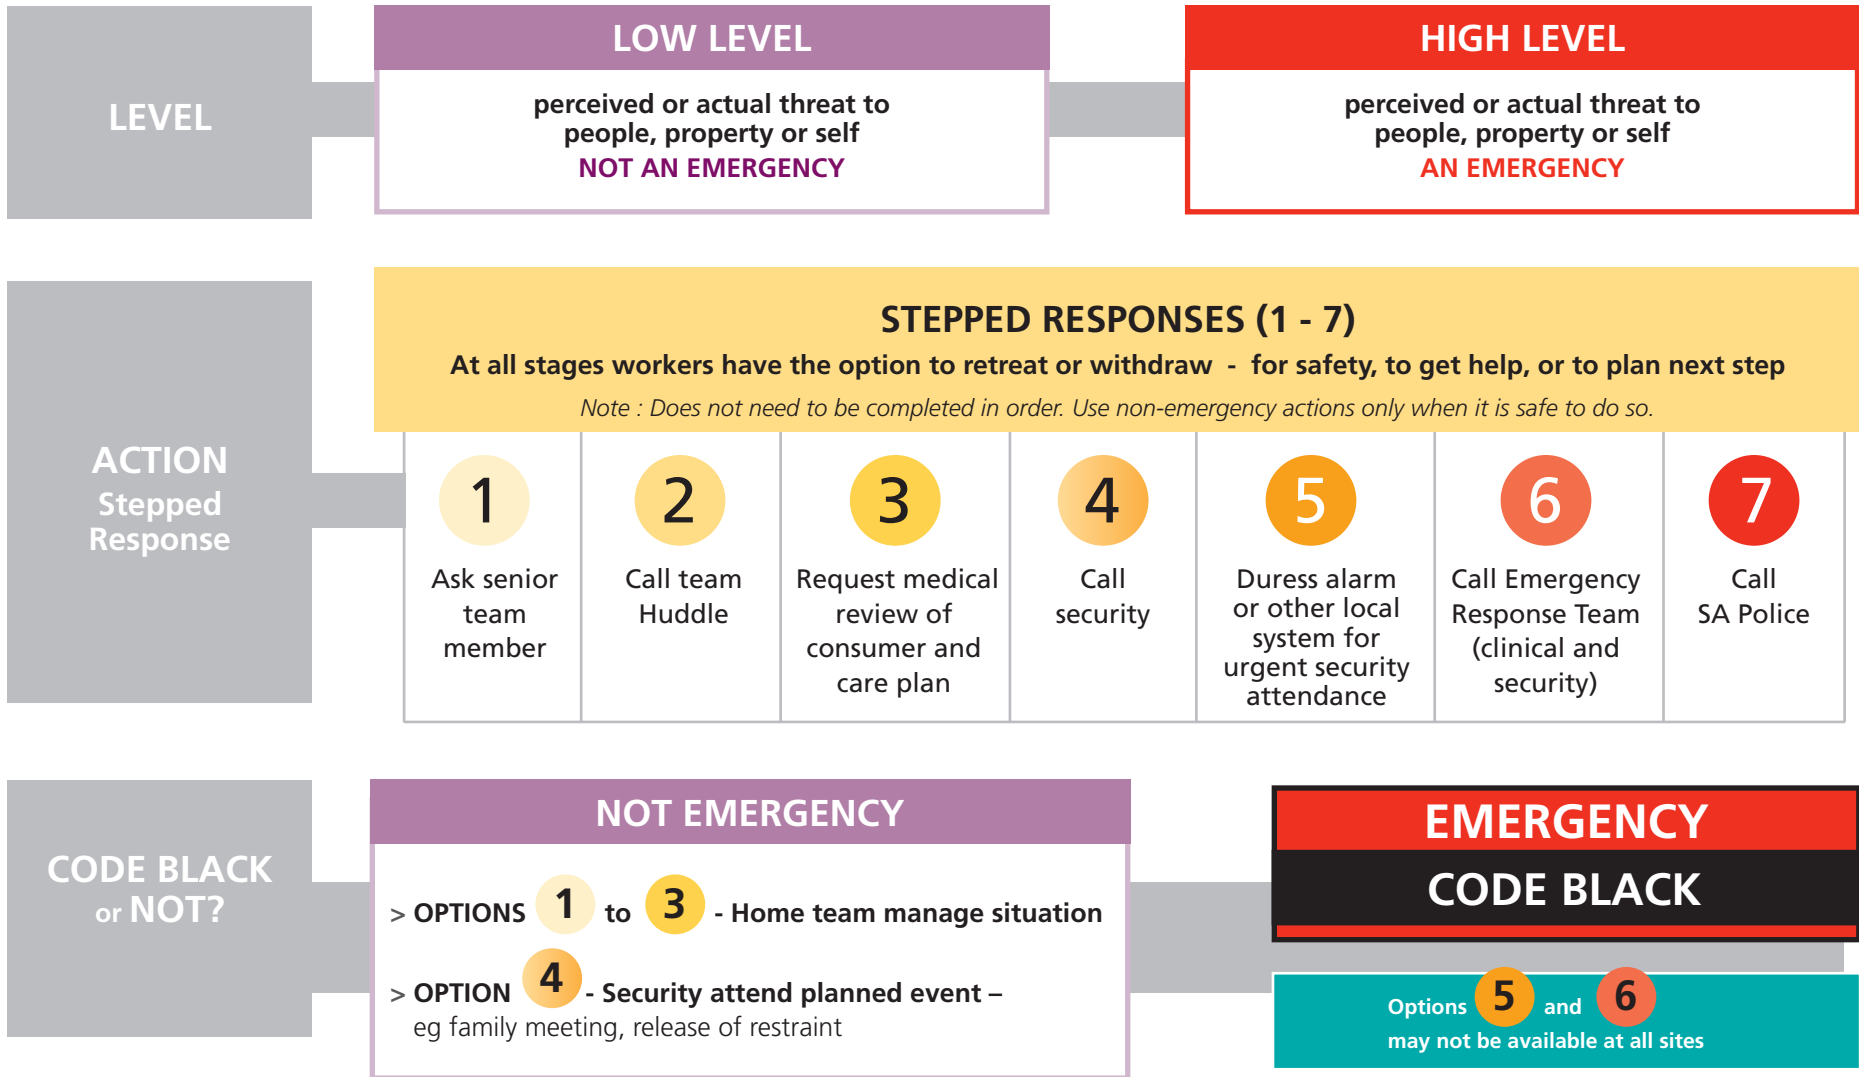 LEVEL
LOW LEVEL
perceived or actual threat to
people, property or self
NOT AN EMERGENCY
HIGH LEVEL
perceived or actual threat to
people, property or self
AN EMERGENCY
ACTION
Stepped
Response
STEPPED RESPONSES (1 - 7)
At all stages workers have the option to retreat or withdraw - for safety, to get help, or to plan next step
Note : Does not need to be completed in order. Use non-emergency actions only when it is safe to do so.
1
Ask senior
team
member
2
Call team
Huddle
3
Request medical
review of
consumer and
care plan
4
Call
security
5
Duress alarm
or other local
system for
urgent security
attendance
6
Call Emergency
Response Team
(clinical and
security)
7
Call
SA Police
CODE BLACK
or NOT?
NOT EMERGENCY
> OPTIONS 1 to 3 - Home team manage situation
> OPTION 4 - Security attend planned event –
eg family meeting, release of restraint
EMERGENCY
CODE BLACK
Options 5 and 6
may not be available at all sites